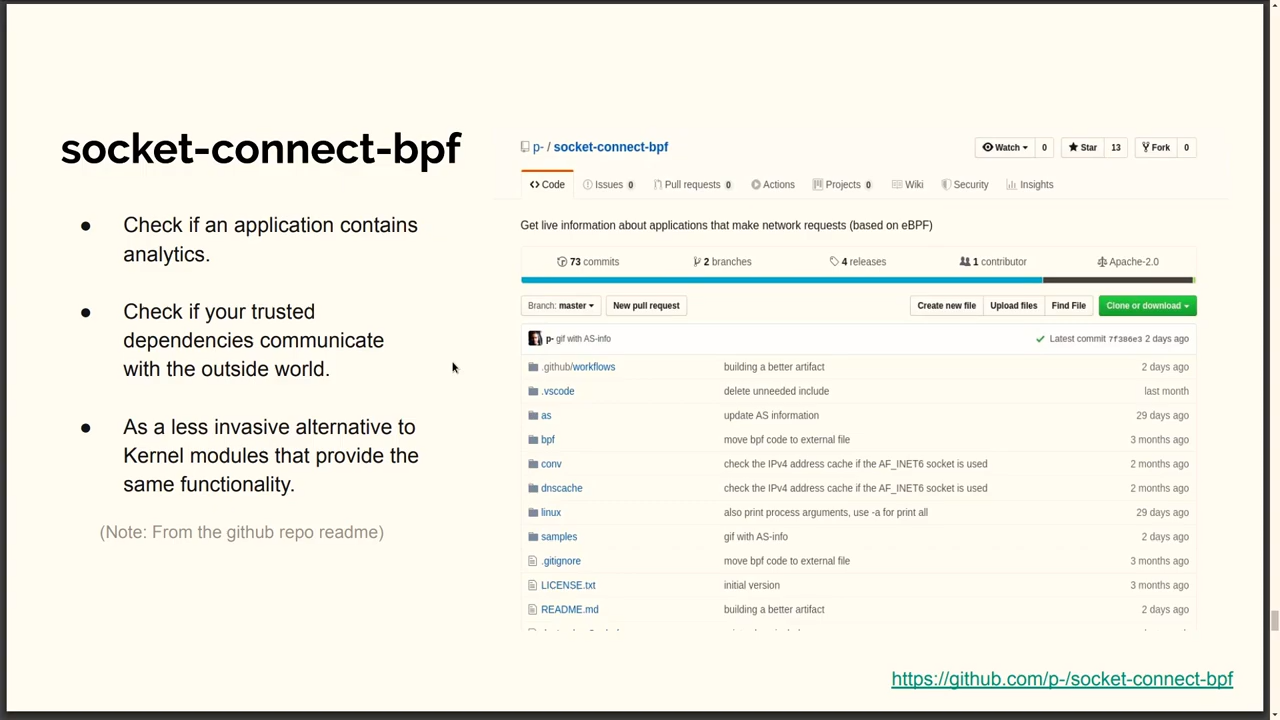 socket-connect-bpf
● Check if an application contains
analytics.
● Check if your trusted
dependencies communicate
with the outside world.
● As a less invasive alternative to
Kernel modules that provide the
same functionality.
(Note: From the github repo readme)
p- / socket-connect-bpf
Watch 0 Star 13 Fork 0
Code Issues 0 Pull requests 0 Actions Projects 0 Wiki Security Insights
Get live information about applications that make network requests (based on eBPF)
73 commits 2 branches 4 releases 1 contributor Apache-2.0
Branch: master New pull request Create new file Upload files Find File Clone or download
p- gif with AS-info Latest commit 7f386e3 2 days ago
.github/workflows building a better artifact 2 days ago
.vscode delete unneeded include last month
as update AS information 29 days ago
bpf move bpf code to external file 3 months ago
conv check the IPv4 address cache if the AF_INET6 socket is used 2 months ago
dnscache check the IPv4 address cache if the AF_INET6 socket is used 2 months ago
linux also print process arguments, use -a for print all 29 days ago
samples gif with AS-info 2 days ago
.gitignore move bpf code to external file 3 months ago
LICENSE.txt initial version 3 months ago
README.md building a better artifact 2 days ago
https://github.com/p-/socket-connect-bpf